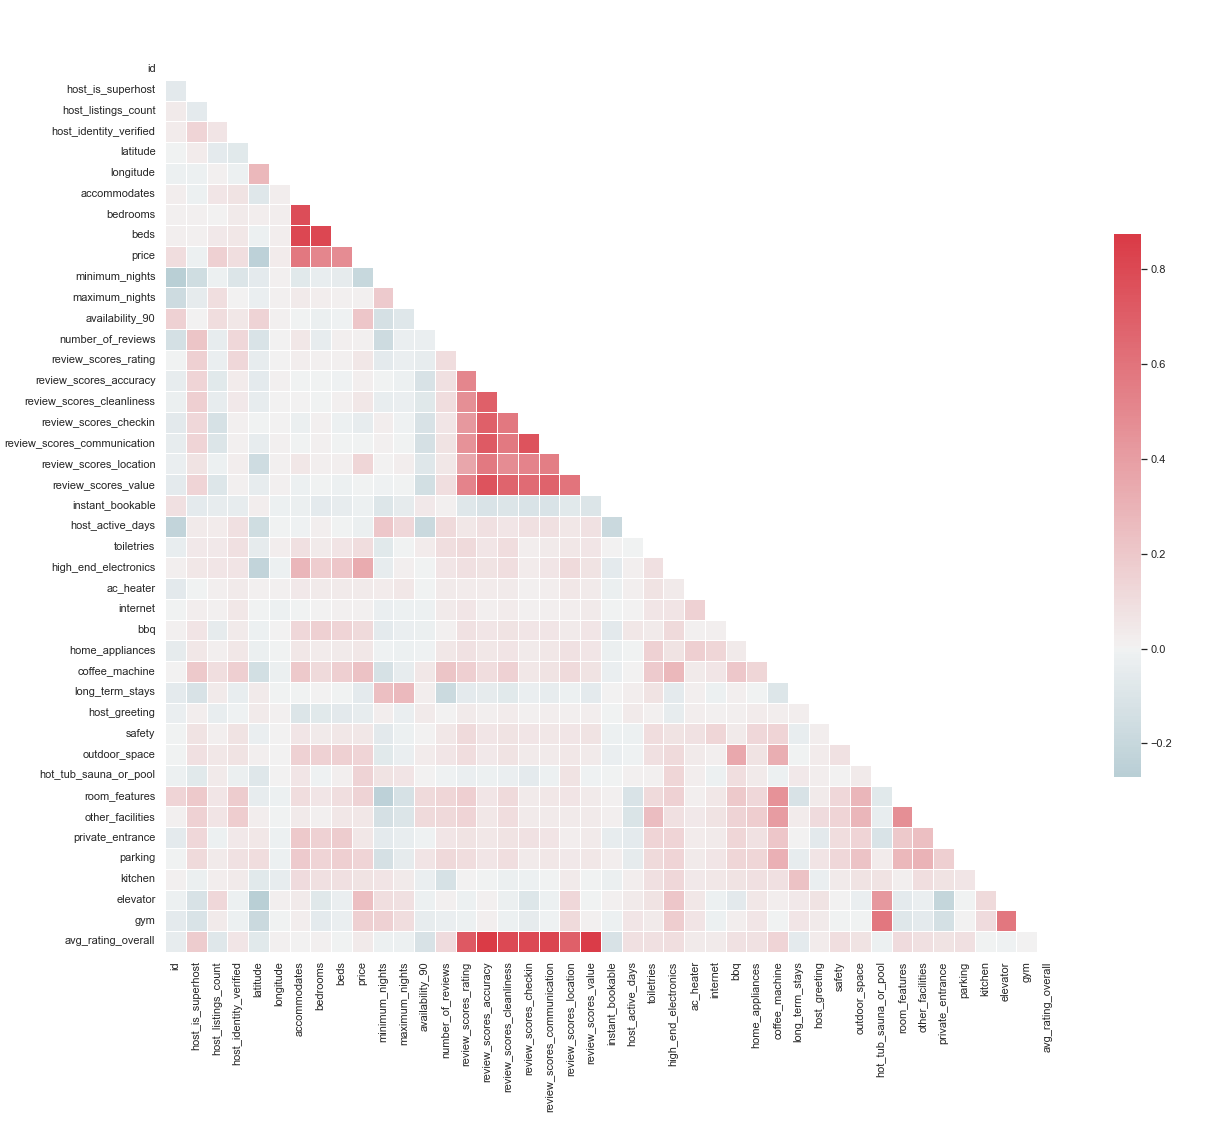 id
host_is_superhost
host_listings_count
host_identity_verified
latitude
longitude
accommodates
bedrooms
beds
price
minimum_nights
maximum_nights
availability_90
number_of_reviews
review_scores_rating
review_scores_accuracy
review_scores_cleanliness
review_scores_checkin
review_scores_communication
review_scores_location
review_scores_value
instant_bookable
host_active_days
toiletries
high_end_electronics
ac_heater
internet
bbq
home_appliances
coffee_machine
long_term_stays
host_greeting
safety
outdoor_space
hot_tub_sauna_or_pool
room_features
other_facilities
private_entrance
parking
kitchen
elevator
gym
avg_rating_overall
id
host_is_superhost
host_listings_count
host_identity_verified
latitude
longitude
accommodates
bedrooms
beds
price
minimum_nights
maximum_nights
availability_90
number_of_reviews
review_scores_rating
review_scores_accuracy
review_scores_cleanliness
review_scores_checkin
review_scores_communication
review_scores_location
review_scores_value
instant_bookable
host_active_days
toiletries
high_end_electronics
ac_heater
internet
bbq
home_appliances
coffee_machine
long_term_stays
host_greeting
safety
outdoor_space
hot_tub_sauna_or_pool
room_features
other_facilities
private_entrance
parking
kitchen
elevator
gym
avg_rating_overall
0.8
0.6
0.4
0.2
0.0
−0.2